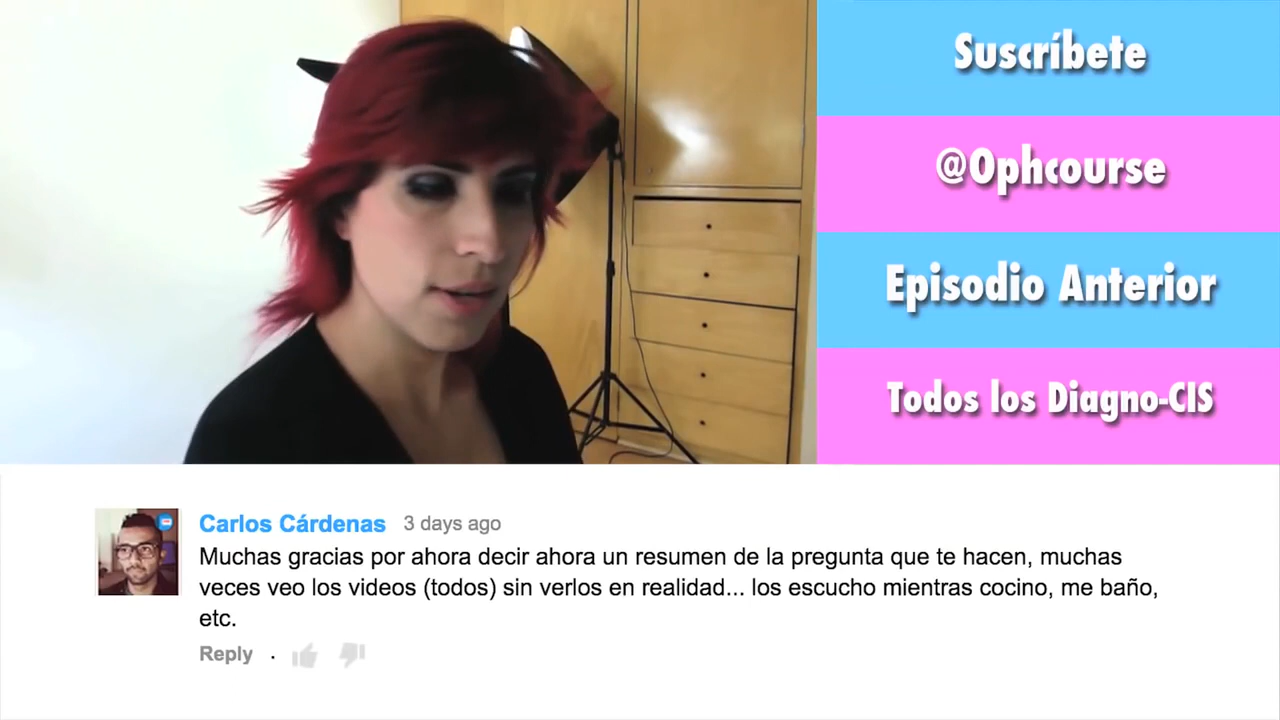 Suscríbete
@Ophcourse
Episodio Anterior
Todos los Diagno-CIS
Carlos Cárdenas 3 days ago
Muchas gracias por ahora decir ahora un resumen de la pregunta que te hacen, muchas
veces veo los videos (todos) sin verlos en realidad... los escucho mientras cocino, me baño,
etc.
Reply .